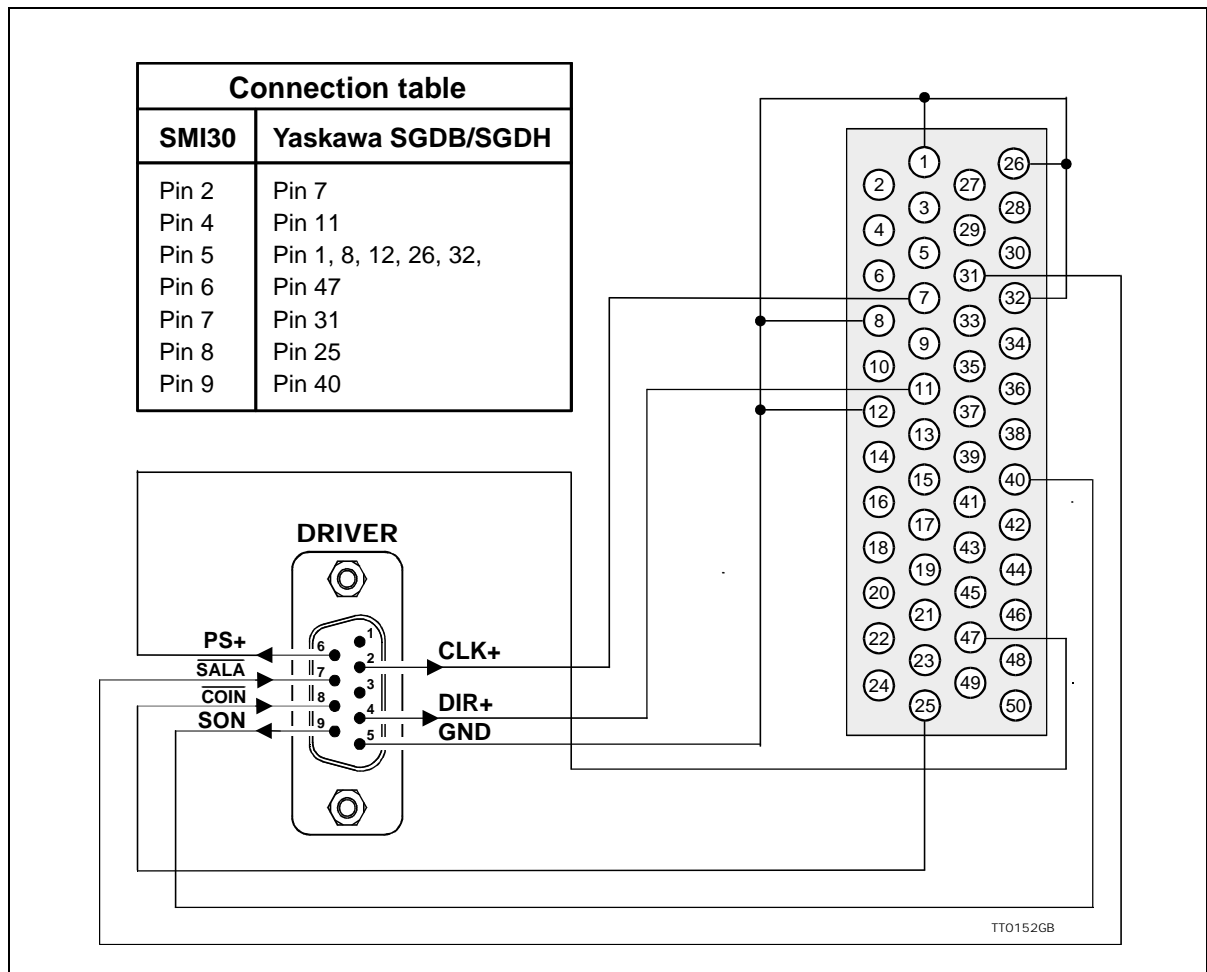 Connection table
SMI30 Yaskawa SGDB/SGDH
Pin 2 Pin 7
Pin 4 Pin 11
Pin 5 Pin 1, 8, 12, 26, 32,
Pin 6 Pin 47
Pin 7 Pin 31
Pin 8 Pin 25
Pin 9 Pin 40
1
26
2
27
3
28
4
29
5
30
6
31
7
32
8
33
9
34
10
35
11
36
12
37
13
38
14
39
15
40
16
41
17
42
18
43
19
44
20
45
21
46
22
47
23
48
24
49
25
50
DRIVER
1
PS+ 6
2 CLK+
SALA 7
3
COIN 8
4 DIR+
SON 9
5 GND
TT0152GB